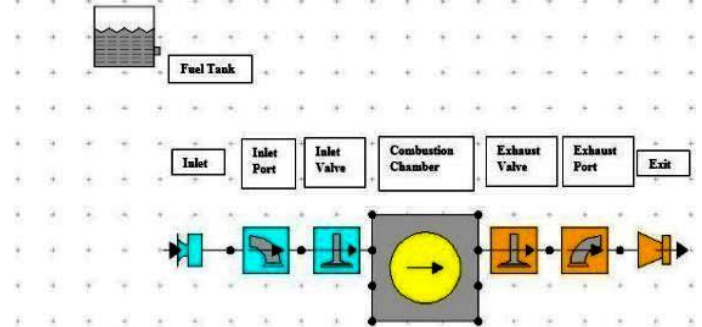 Fuel Tank
Inlet
Inlet
Port
Inlet
Valve
Combustion
Chamber
Exhaust
Valve
Exhaust
Port
Exit